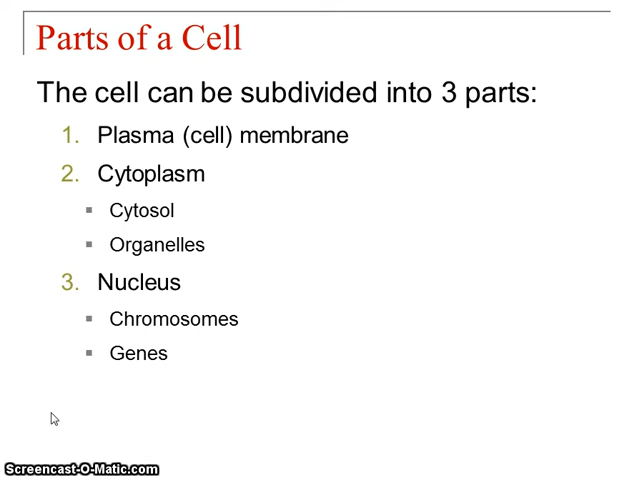 Parts of a Cell
The cell can be subdivided into 3 parts:
1. Plasma (cell) membrane
2. Cytoplasm
▪ Cytosol
▪ Organelles
3. Nucleus
▪ Chromosomes
▪ Genes
Screencast-O-Matic.com